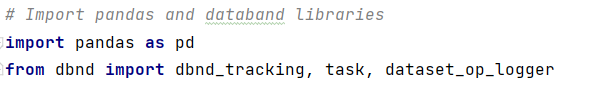 # Import pandas and databand libraries
import pandas as pd
from dbnd import dbnd_tracking, task, dataset_op_logger